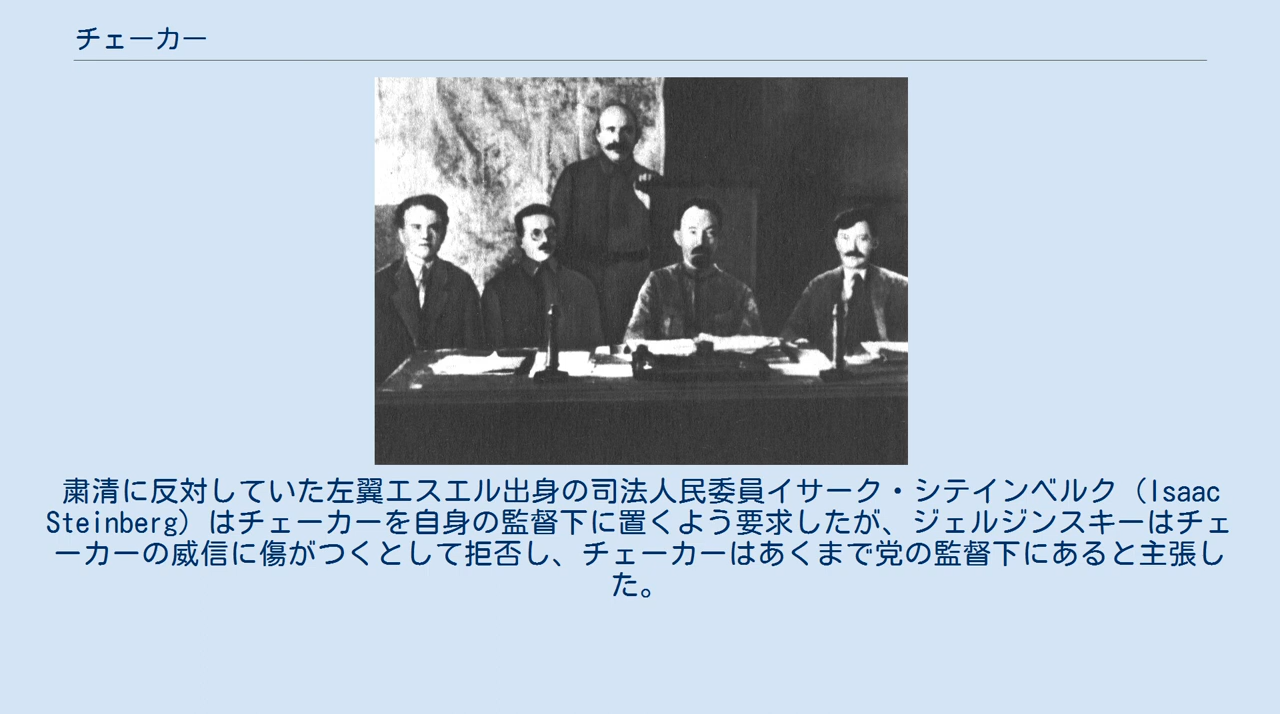 チェーカー
粛清に反対していた左翼エスエル出身の司法人民委員イサーク・シテインベルク（Isaac
Steinberg）はチェーカーを自身の監督下に置くよう要求したが、ジェルジンスキーはチェ
ーカーの威信に傷がつくとして拒否し、チェーカーはあくまで党の監督下にあると主張し
た。